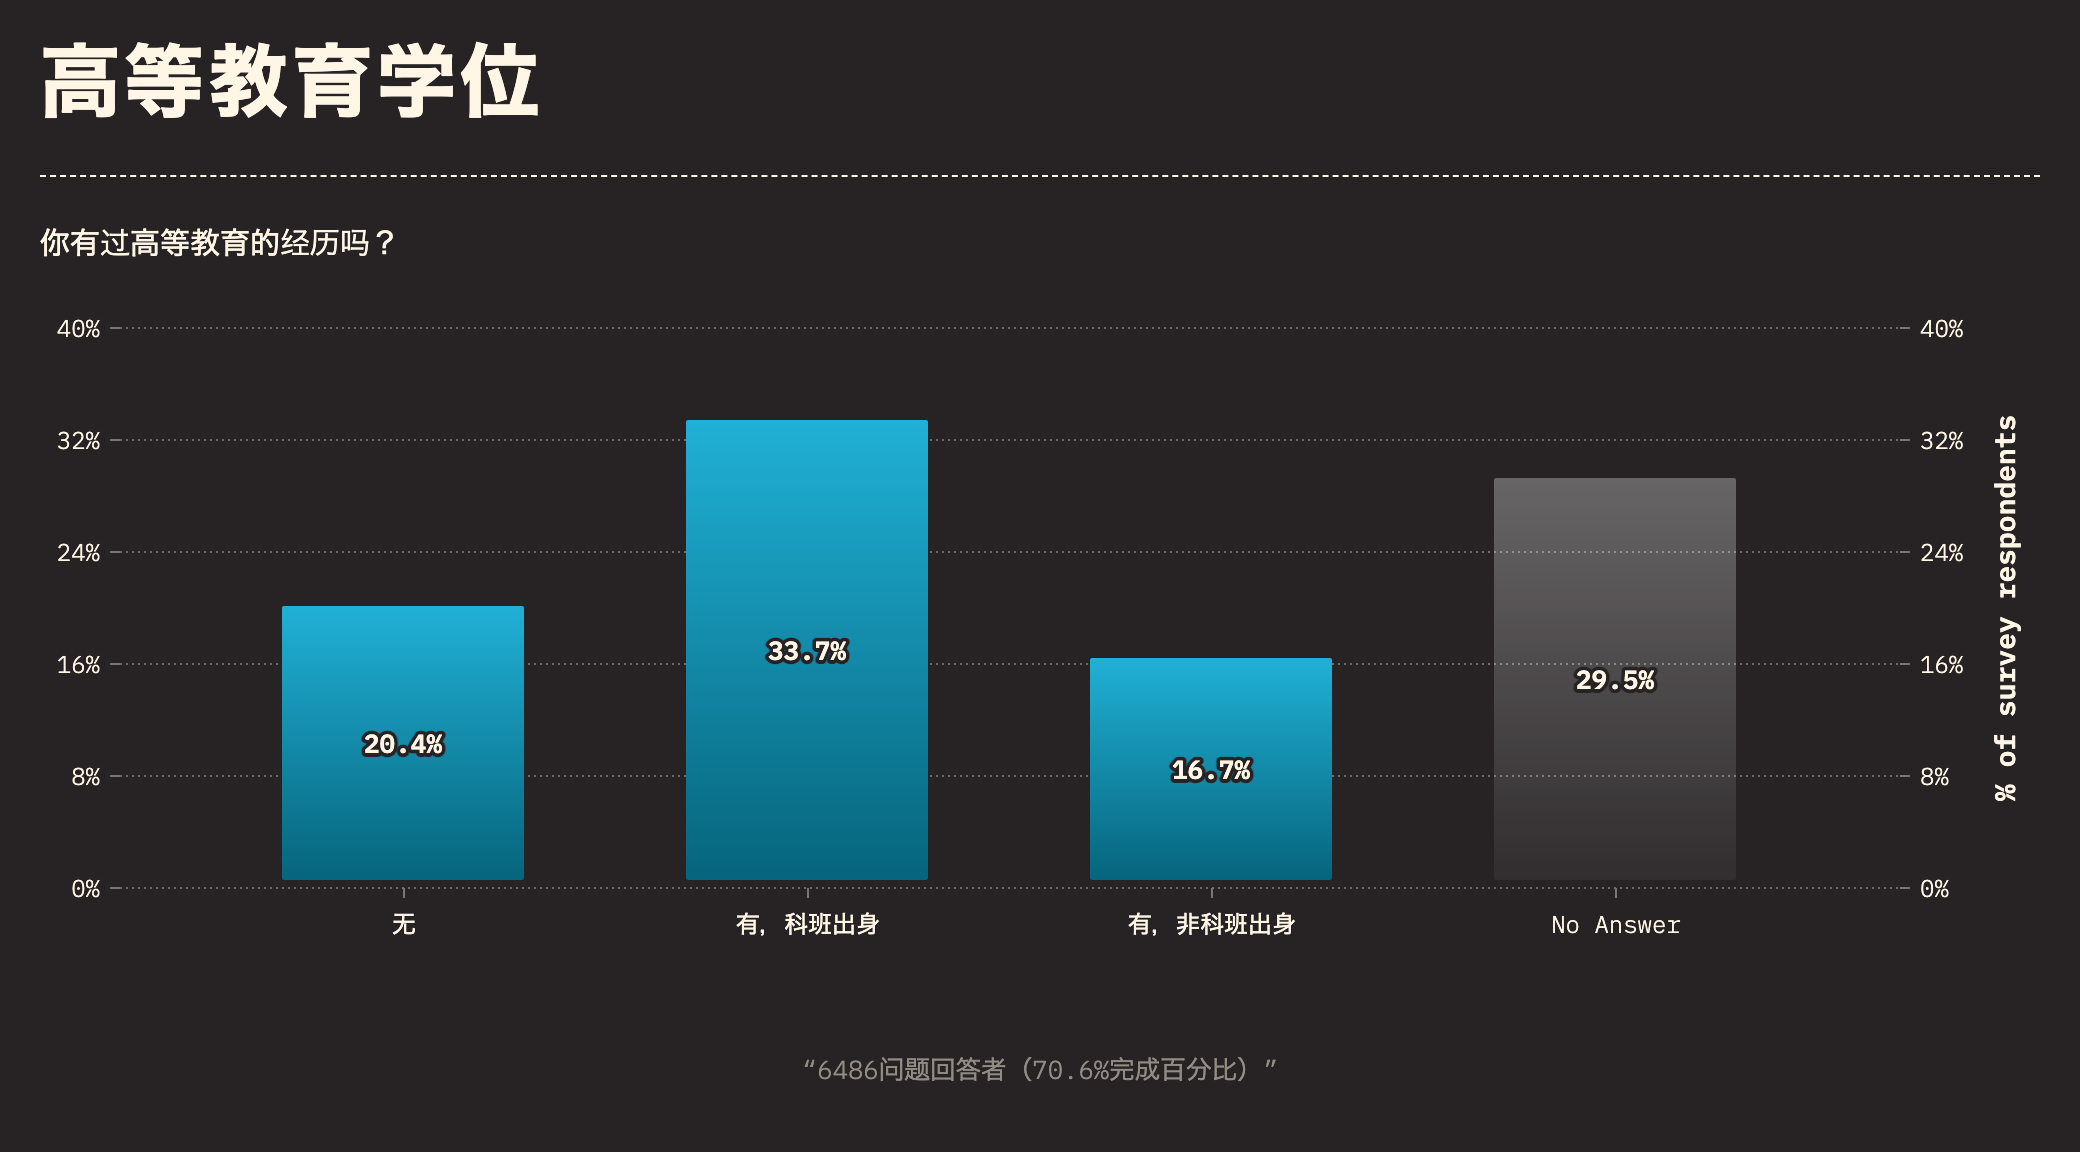 高等教育学位
你有过高等教育的经历吗？
40%
32%
24%
16%
8%
0%
40%
32%
24%
16%
8%
0%
% of survey respondents
20.4%
33.7%
16.7%
29.5%
无
有，科班出身
有，非科班出身
No Answer
“6486问题回答者（70.6%完成百分比）”